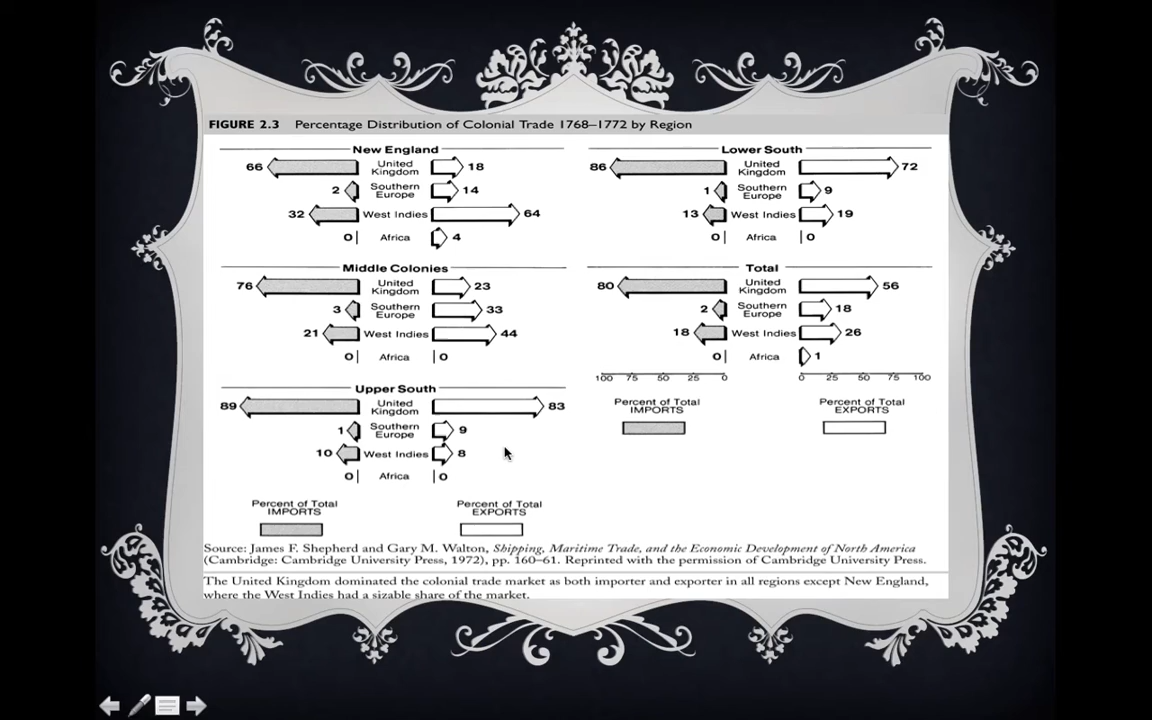 FIGURE 2.3 Percentage Distribution of Colonial Trade 1768–1772 by Region
New England
66 United Kingdom 18
2 Southern Europe 14
32 West Indies 64
0 Africa 4
Middle Colonies
76 United Kingdom 23
3 Southern Europe 33
21 West Indies 44
0 Africa 0
Upper South
89 United Kingdom 83
1 Southern Europe 9
10 West Indies 8
0 Africa 0
Percent of Total IMPORTS
Percent of Total EXPORTS
Lower South
86 United Kingdom 72
1 Southern Europe 9
13 West Indies 19
0 Africa 0
Total
80 United Kingdom 56
2 Southern Europe 18
18 West Indies 26
0 Africa 1
100 75 50 25 0
0 25 50 75 100
Percent of Total IMPORTS
Percent of Total EXPORTS
Source: James F. Shepherd and Gary M. Walton, Shipping, Maritime Trade, and the Economic Development of North America
(Cambridge: Cambridge University Press, 1972), pp. 160–61. Reprinted with the permission of Cambridge University Press.
The United Kingdom dominated the colonial trade market as both importer and exporter in all regions except New England,
where the West Indies had a sizable share of the market.